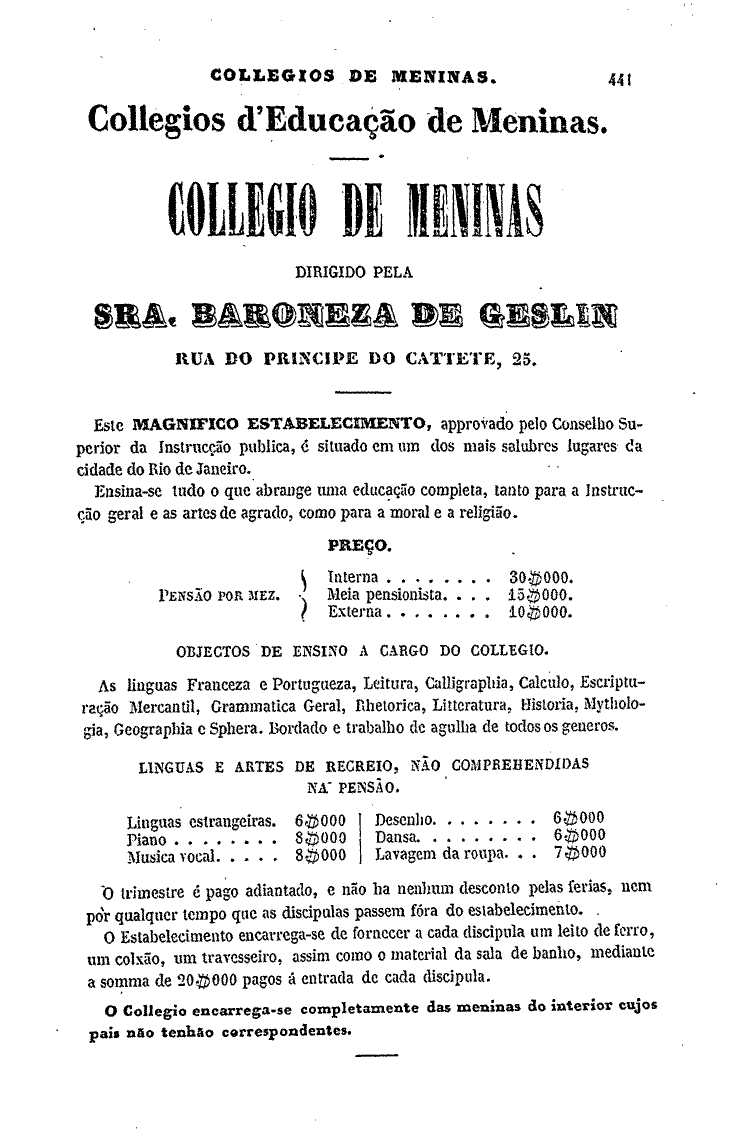 COLLEGIOS DE MENINAS. 441
Collegios d'Educação de Meninas.
COLLEGIO DE MENINAS
DIRIGIDO PELA
SRA. BARONEZA DE GESLIN
RUA DO PRINCIPE DO CATTETE, 25.
Este MAGNIFICO ESTABELECIMENTO, approvado pelo Conselho Su-
perior da Instrucção publica, é situado em um dos mais salubres lugares da
cidade do Rio de Janeiro.
Ensina-se tudo o que abrange uma educação completa, tanto para a Instruc-
ção geral e as artes de agrado, como para a moral e a religião.
PREÇO.
PENSÃO POR MEZ. } Interna . . . . . . . . 30$000.
Meia pensionista. . . . 15$000.
Externa . . . . . . . . 10$000.
OBJECTOS DE ENSINO A CARGO DO COLLEGIO.
As linguas Franceza e Portugueza, Leitura, Calligraphia, Calculo, Escriptu-
ração Mercantil, Grammatica Geral, Rhetorica, Litteratura, Historia, Mytholo-
gia, Geographia e Sphera. Bordado e trabalho de agulha de todos os generos.
LINGUAS E ARTES DE RECREIO, NÃO COMPREHENDIDAS
NA PENSÃO.
Linguas estrangeiras. 6$000 | Desenho. . . . . . . . 6$000
Piano . . . . . . . . 8$000 | Dansa. . . . . . . . . 6$000
Musica vocal. . . . . 8$000 | Lavagem da roupa. . . 7$000
O trimestre é pago adiantado, e não ha nenhum desconto pelas ferias, nem
por qualquer tempo que as discipulas passem fóra do estabelecimento.
O Estabelecimento encarrega-se de fornecer a cada discipula um leito de ferro,
um colxão, um travesseiro, assim como o material da sala de banho, mediante
a somma de 20$000 pagos á entrada de cada discipula.
O Collegio encarrega-se completamente das meninas do interior cujos
pais não tenhão correspondentes.